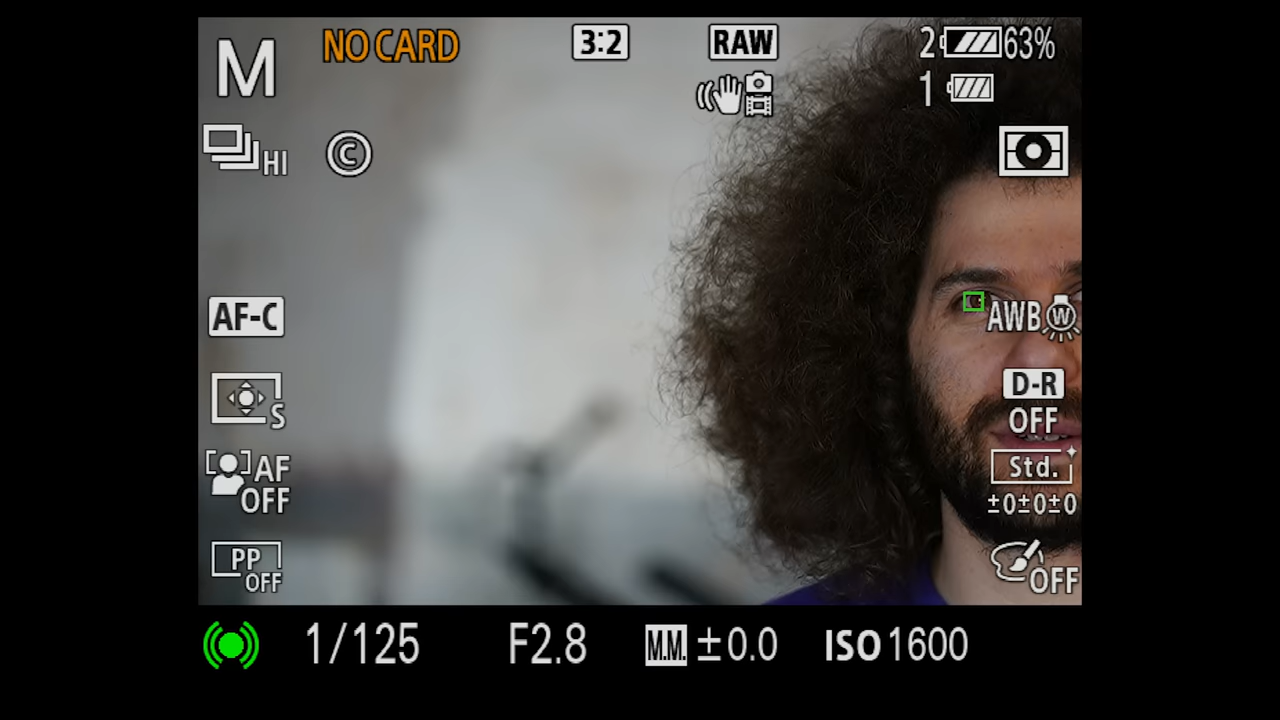 M NO CARD 3:2 RAW 2 63%
1
HI ©
AF-C
AWB W
S
D-R
OFF
AF
OFF
Std.
±0±0±0
PP
OFF
OFF
1/125 F2.8 M.M. ±0.0 ISO 1600